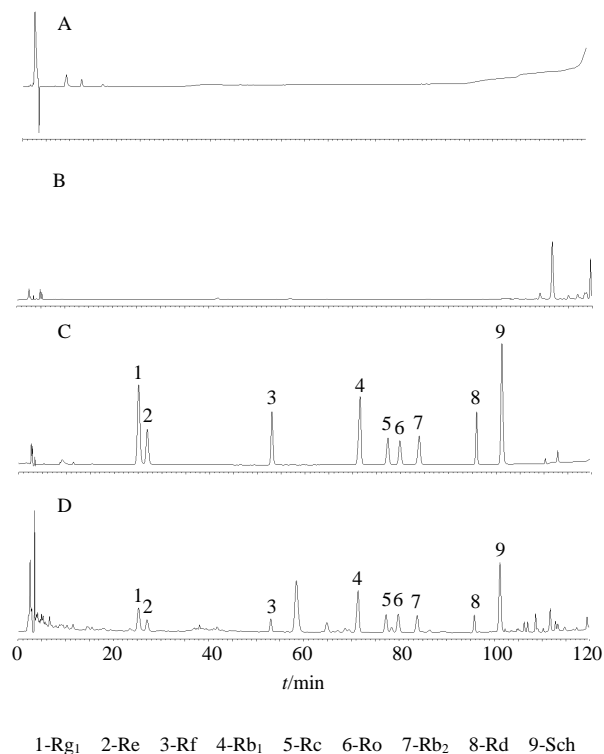 A
B
C
1 2 3 4 5 6 7 8 9
D
1 2 3 4 5 6 7 8 9
0 20 40 60 80 100 120
t/min
1-Rg₁ 2-Re 3-Rf 4-Rb₁ 5-Rc 6-Ro 7-Rb₂ 8-Rd 9-Sch